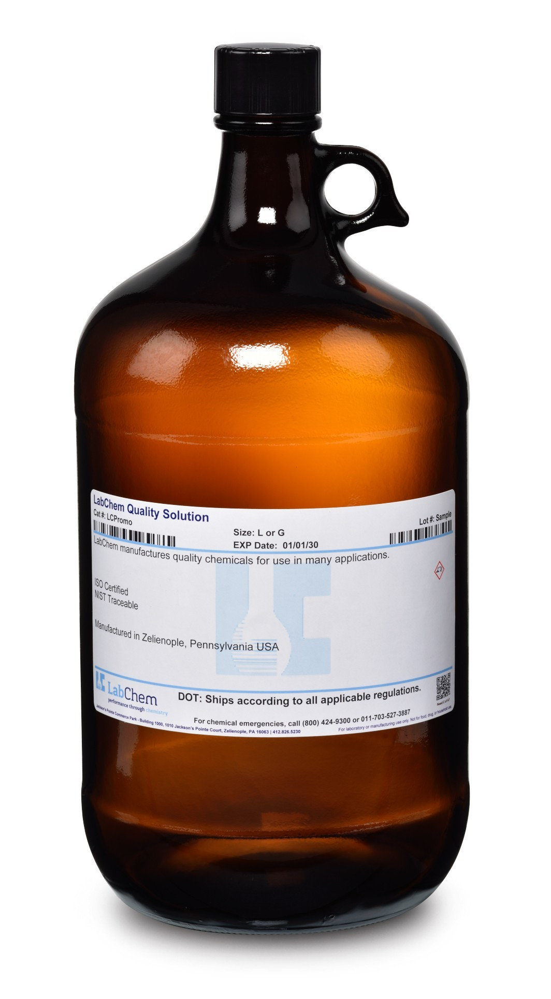 LabChem Quality Solution
Cat #: LCPromo
Lot #: Sample
Size: L or G
EXP Date: 01/01/30
LabChem manufactures quality chemicals for use in many applications.
ISO Certified
NIST Traceable
Manufactured in Zelienople, Pennsylvania USA
LabChem
performance through chemistry
DOT: Ships according to all applicable regulations.
Need C of A?
For chemical emergencies, call (800) 424-9300 or 011-703-527-3887
Jackson's Pointe Commerce Park - Building 1000, 1010 Jackson's Pointe Court, Zelienople, PA 16063 | 412.826.5230
For laboratory or manufacturing use only. Not for food, drug, or household use.